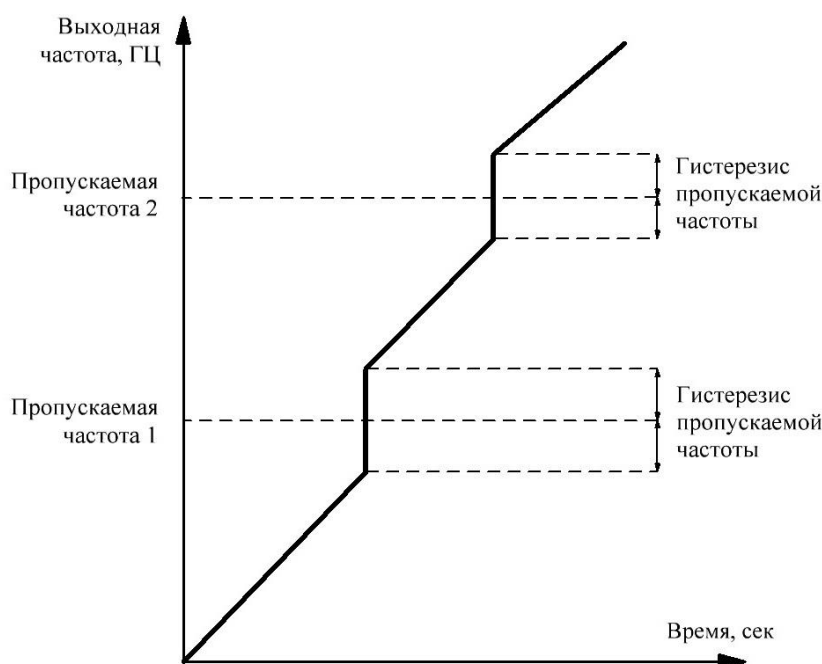 Выходная
частота, ГЦ
Пропускаемая
частота 2
Гистерезис
пропускаемой
частоты
Пропускаемая
частота 1
Гистерезис
пропускаемой
частоты
Время, сек